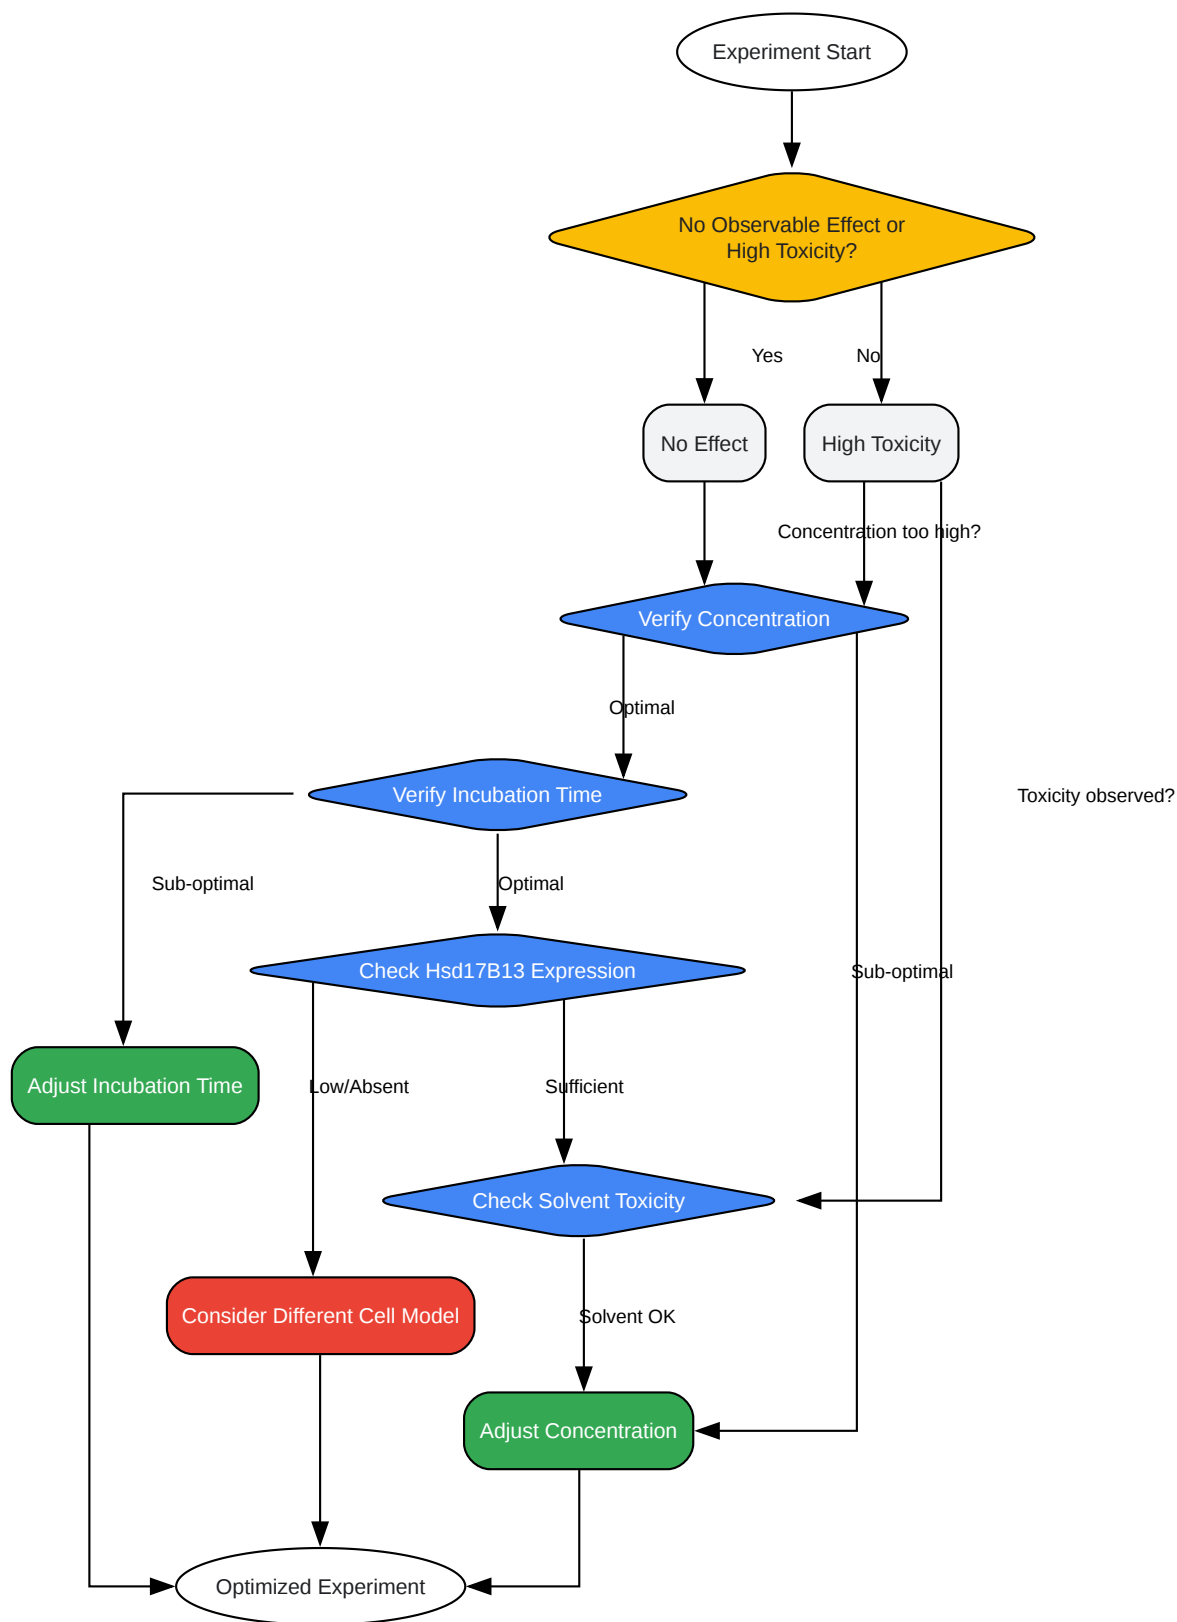 Experiment Start
No Observable Effect or
High Toxicity?
Yes
No
No Effect
High Toxicity
Concentration too high?
Verify Concentration
Optimal
Verify Incubation Time
Toxicity observed?
Sub-optimal
Optimal
Check Hsd17B13 Expression
Sub-optimal
Adjust Incubation Time
Low/Absent
Sufficient
Check Solvent Toxicity
Consider Different Cell Model
Solvent OK
Adjust Concentration
Optimized Experiment